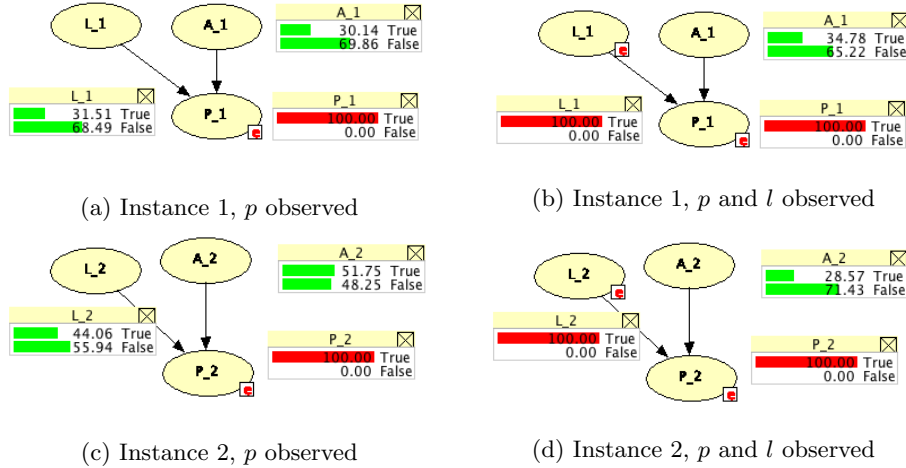 L_1
A_1
A_1
30.14 True
69.86 False
L_1
31.51 True
68.49 False
P_1
e
P_1
100.00 True
0.00 False
(a) Instance 1, p observed
L_1
e
A_1
A_1
34.78 True
65.22 False
L_1
100.00 True
0.00 False
P_1
e
P_1
100.00 True
0.00 False
(b) Instance 1, p and l observed
L_2
A_2
A_2
51.75 True
48.25 False
L_2
44.06 True
55.94 False
P_2
e
P_2
100.00 True
0.00 False
(c) Instance 2, p observed
L_2
e
A_2
A_2
28.57 True
71.43 False
L_2
100.00 True
0.00 False
P_2
e
P_2
100.00 True
0.00 False
(d) Instance 2, p and l observed